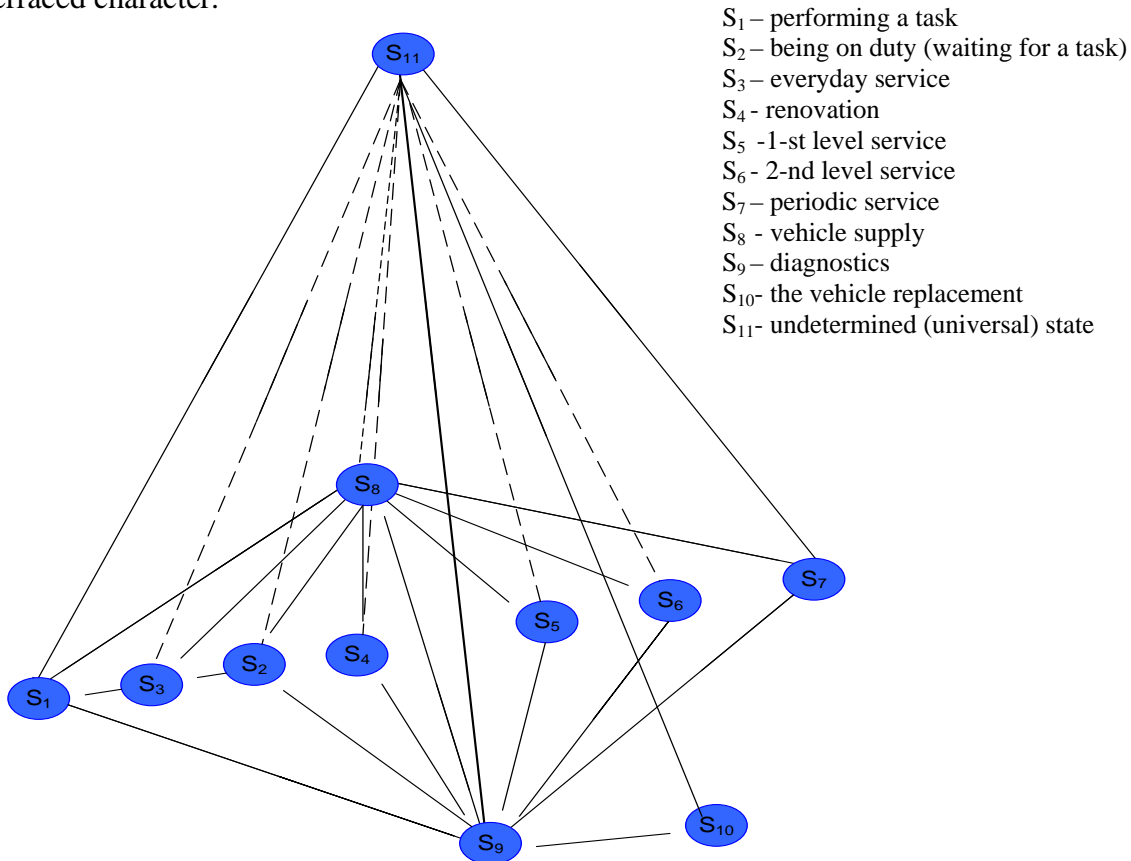 erraced character.
S₁ – performing a task
S₂ – being on duty (waiting for a task)
S₃ – everyday service
S₄ - renovation
S₅ -1-st level service
S₆ - 2-nd level service
S₇ – periodic service
S₈ - vehicle supply
S₉ – diagnostics
S₁₀- the vehicle replacement
S₁₁- undetermined (universal) state
S₁₁
S₈
S₇
S₆
S₅
S₄
S₂
S₃
S₁
S₁₀
S₉